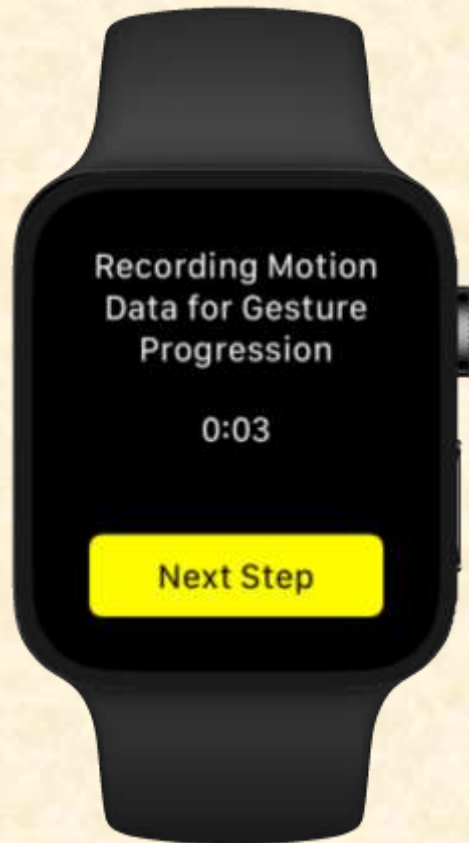 Recording Motion
Data for Gesture
Progression
0:03
Next Step